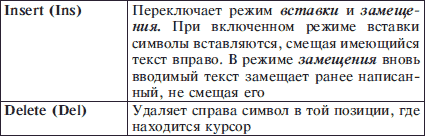 Insert (Ins)
Переключает режим вставки и замеще-
ния. При включенном режиме вставки
символы вставляются, смещая имеющийся
текст вправо. В режиме замещения вновь
вводимый текст замещает ранее написан-
ный, не смещая его
Delete (Del)
Удаляет справа символ в той позиции, где
находится курсор